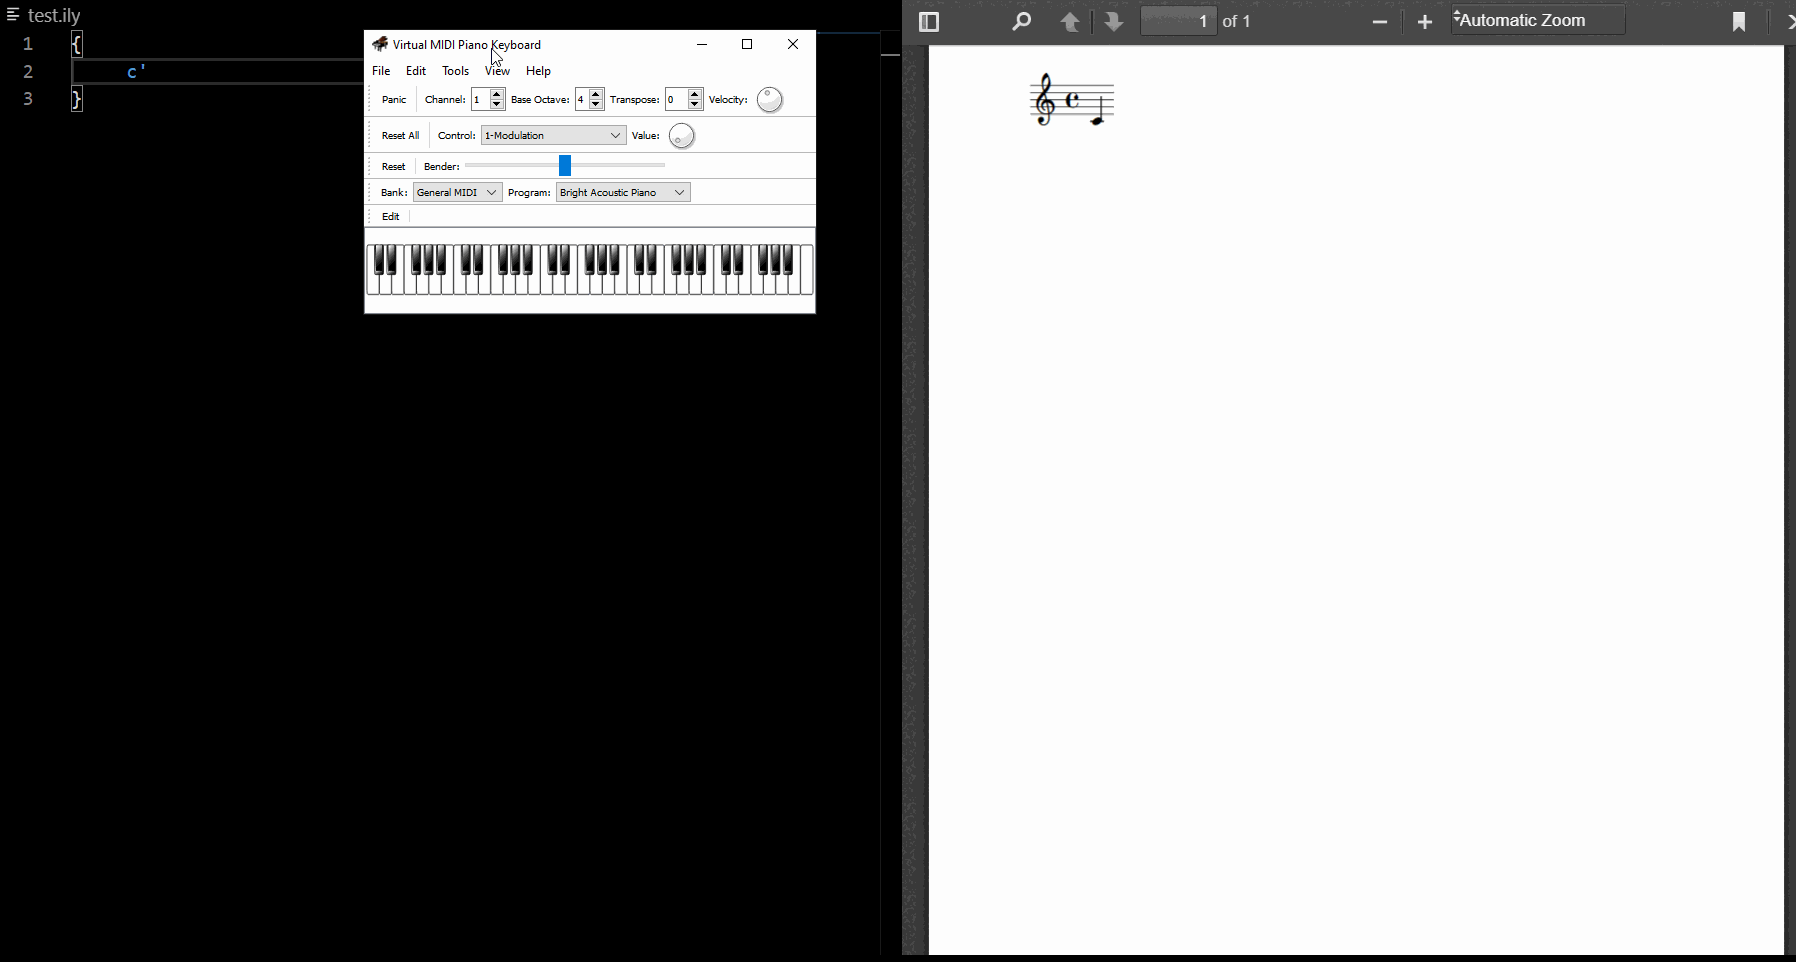 test.ily
1 {
2 c'
3 }
Virtual MIDI Piano Keyboard
File Edit Tools View Help
Panic Channel: 1 Base Octave: 4 Transpose: 0 Velocity:
Reset All Control: 1-Modulation Value:
Reset Bender:
Bank: General MIDI Program: Bright Acoustic Piano
Edit
1 of 1 Automatic Zoom